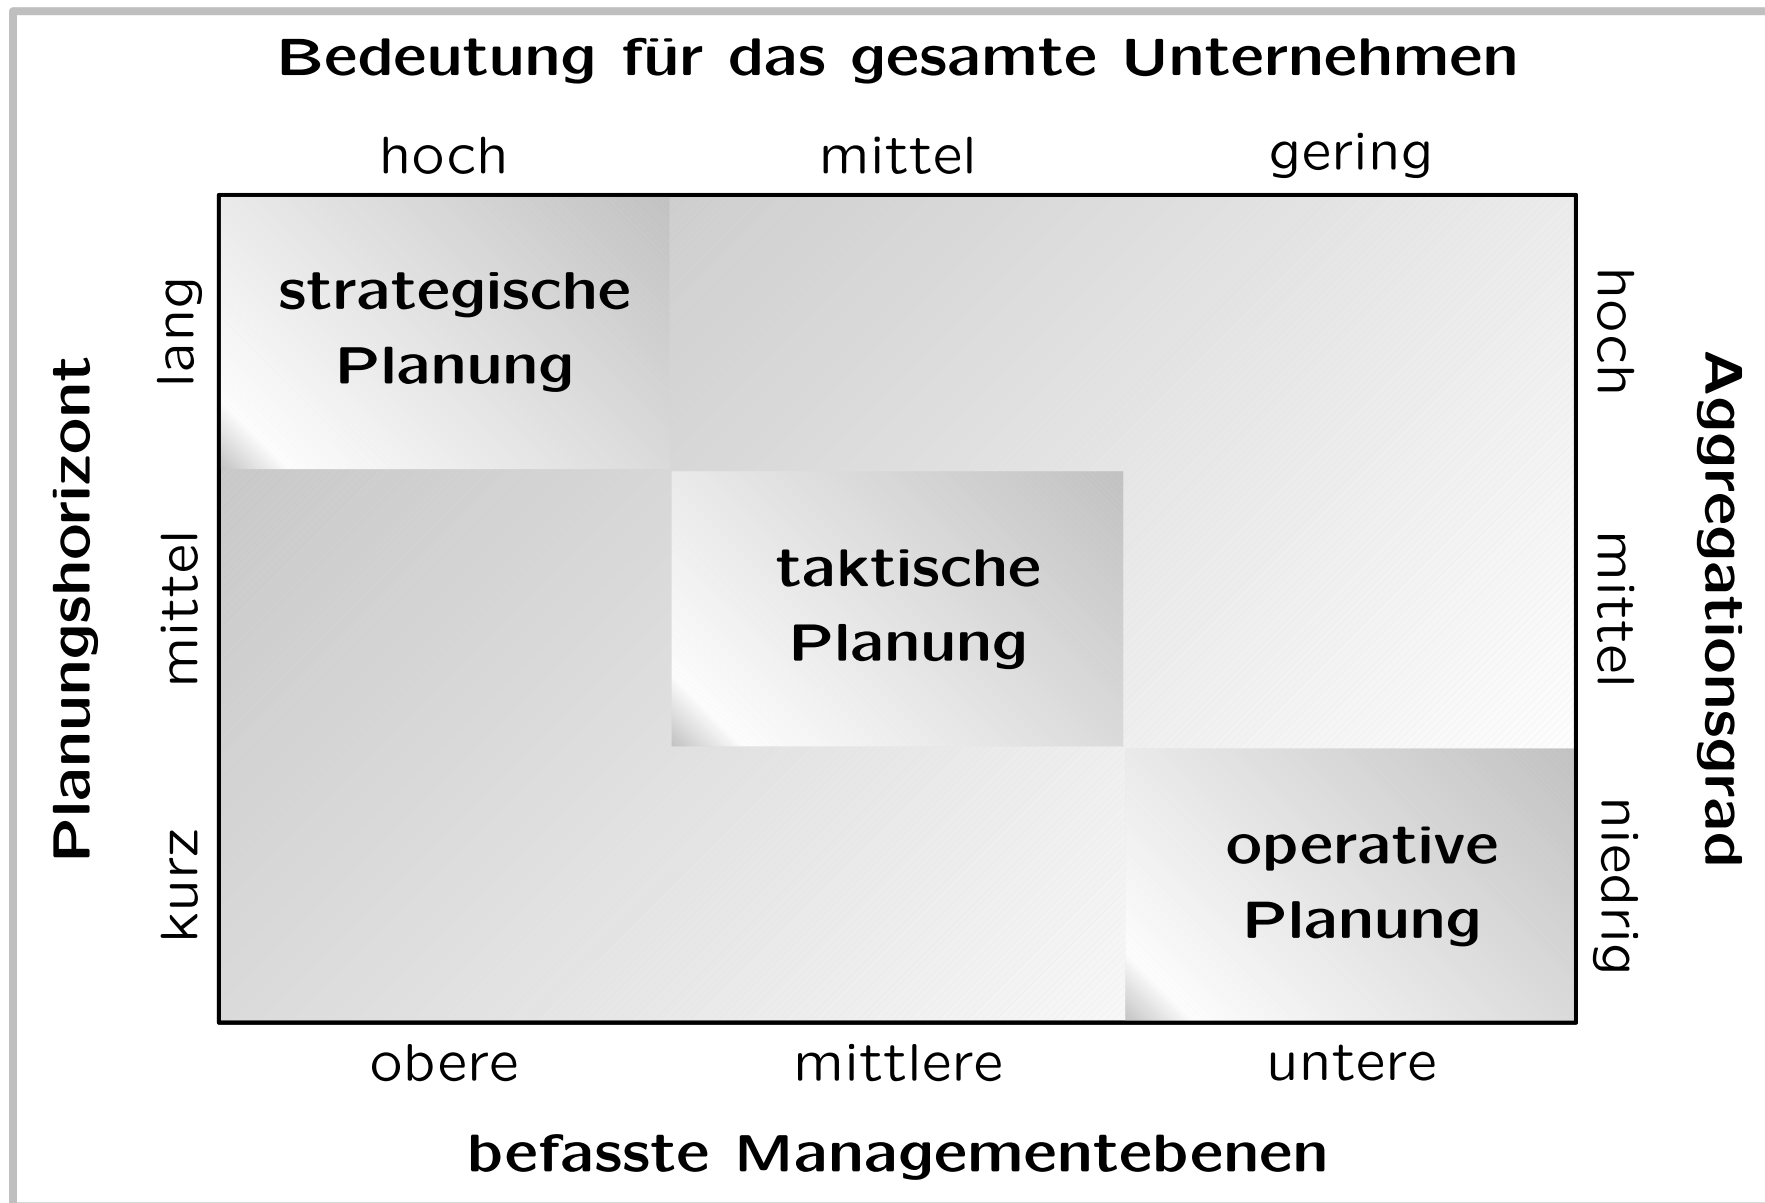 Bedeutung für das gesamte Unternehmen
hoch
mittel
gering
Planungshorizont
lang
mittel
kurz
strategische
Planung
taktische
Planung
operative
Planung
hoch
mittel
niedrig
Aggregationsgrad
obere
mittlere
untere
befasste Managementebenen